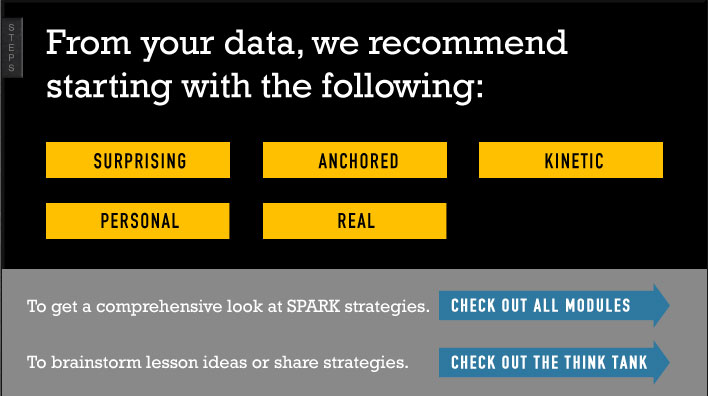 STEPS
From your data, we recommend
starting with the following:
SURPRISING
ANCHORED
KINETIC
PERSONAL
REAL
To get a comprehensive look at SPARK strategies.
CHECK OUT ALL MODULES
To brainstorm lesson ideas or share strategies.
CHECK OUT THE THINK TANK